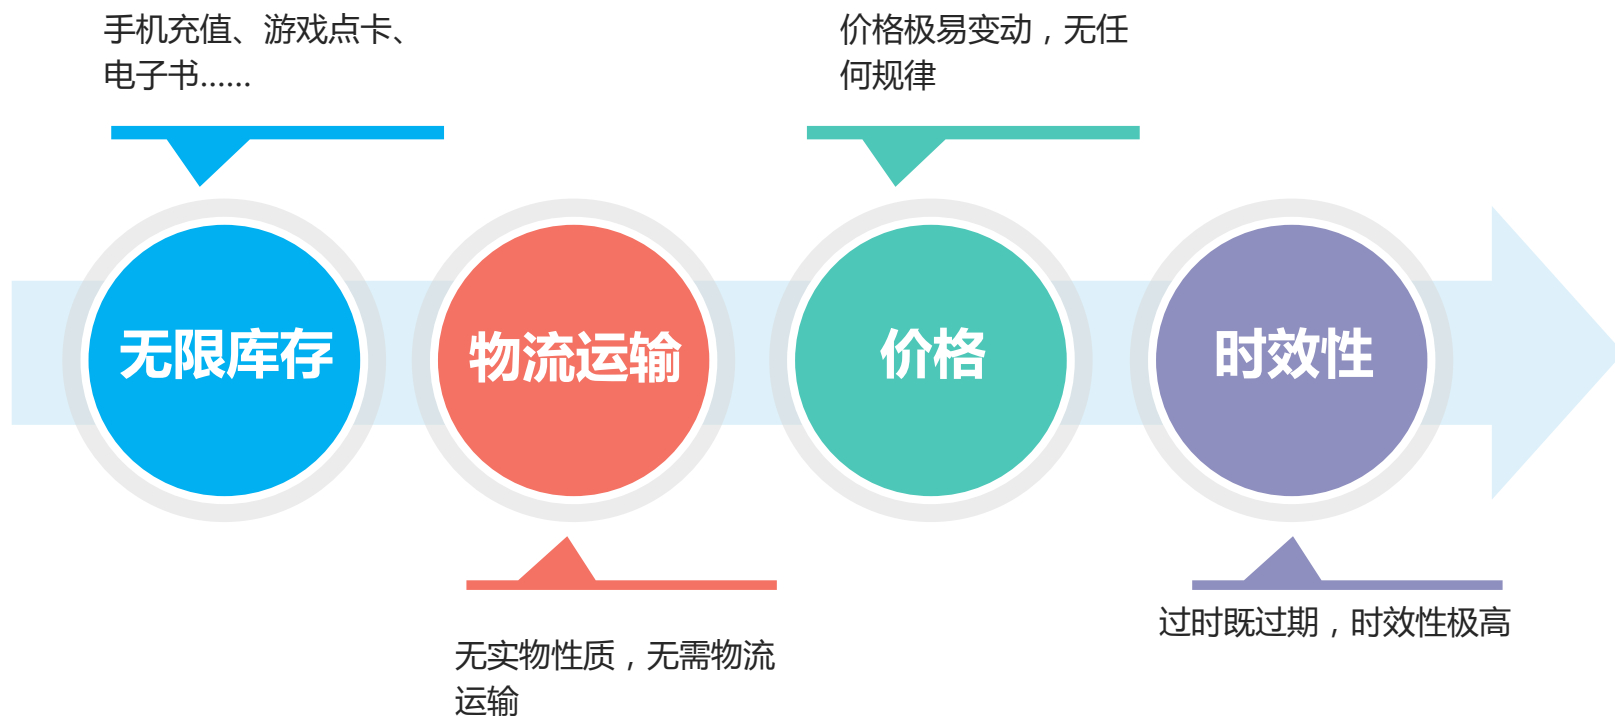 手机充值、游戏点卡、
电子书......
价格极易变动，无任
何规律
无限库存
物流运输
价格
时效性
无实物性质，无需物流
运输
过时既过期，时效性极高